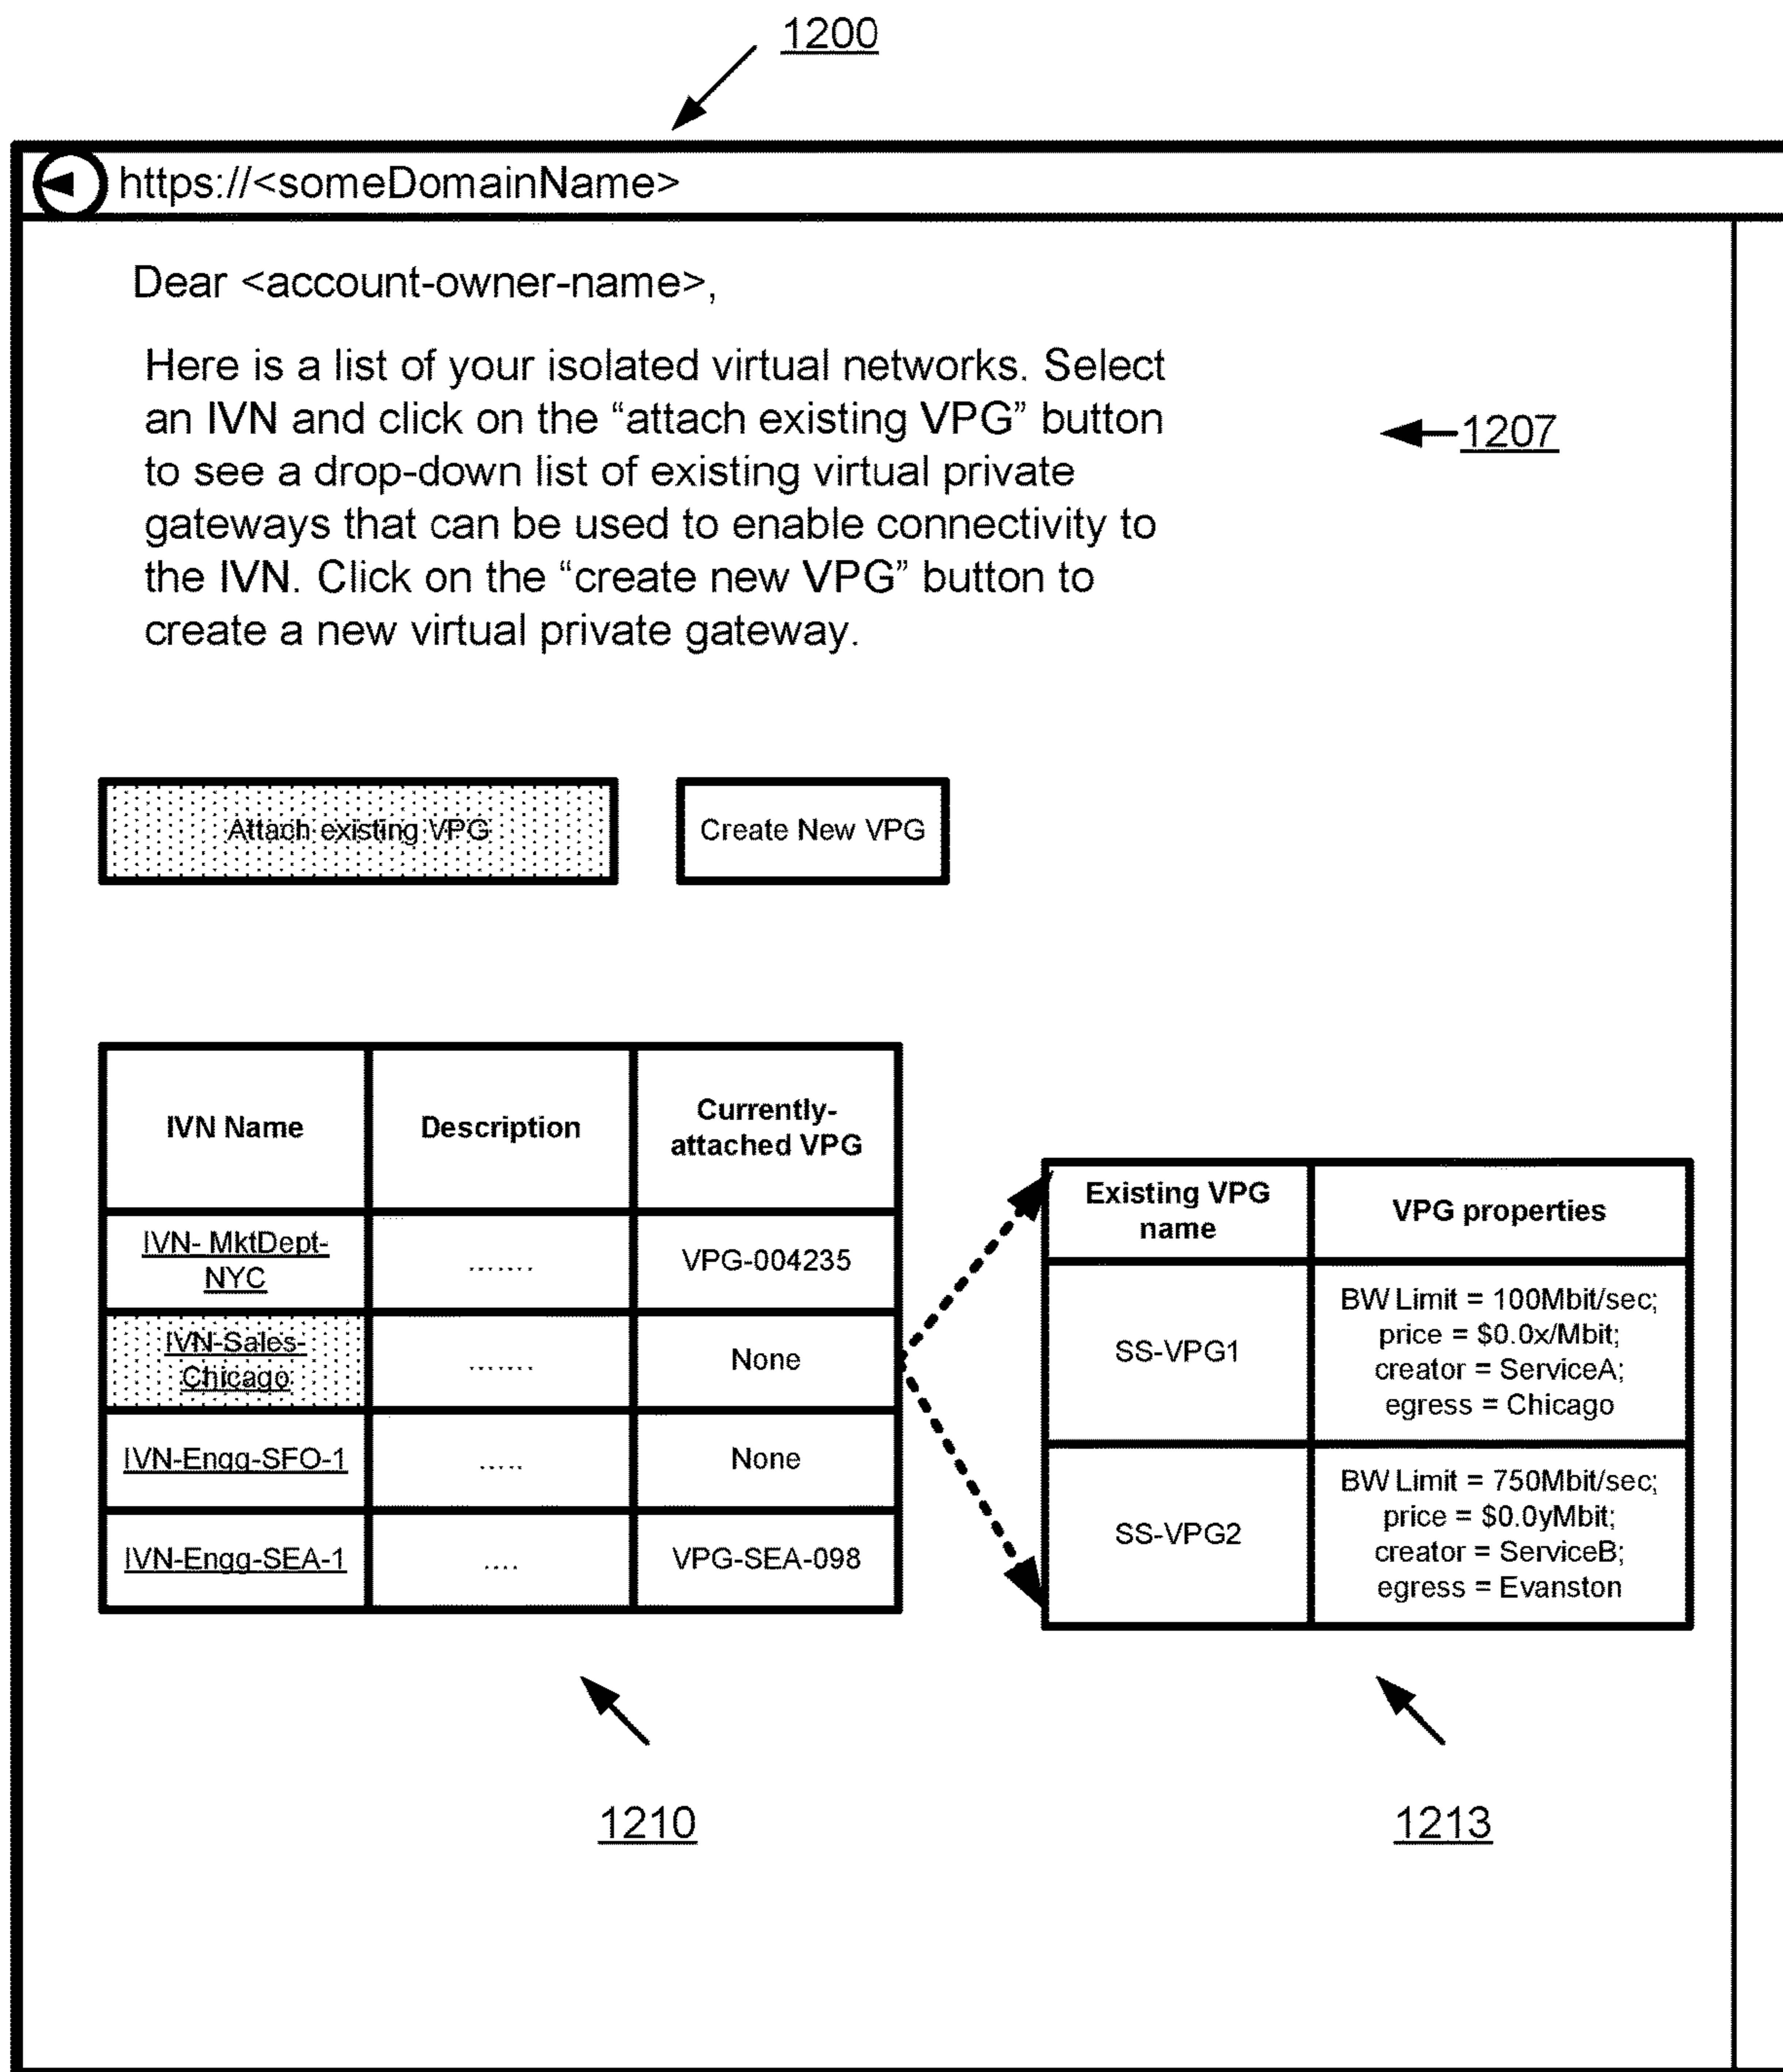 1200
https://<someDomainName>
Dear <account-owner-name>,
Here is a list of your isolated virtual networks. Select
an IVN and click on the “attach existing VPG” button
to see a drop-down list of existing virtual private
gateways that can be used to enable connectivity to
the IVN. Click on the “create new VPG” button to
create a new virtual private gateway.
1207
Attach existing VPG
Create New VPG
IVN Name
Description
Currently-
attached VPG
IVN- MktDept-
NYC
.......
VPG-004235
IVN-Sales-
Chicago
.......
None
IVN-Engg-SFO-1
.....
None
IVN-Engg-SEA-1
....
VPG-SEA-098
Existing VPG
name
VPG properties
SS-VPG1
BW Limit = 100Mbit/sec;
price = $0.0x/Mbit;
creator = ServiceA;
egress = Chicago
SS-VPG2
BW Limit = 750Mbit/sec;
price = $0.0yMbit;
creator = ServiceB;
egress = Evanston
1210
1213